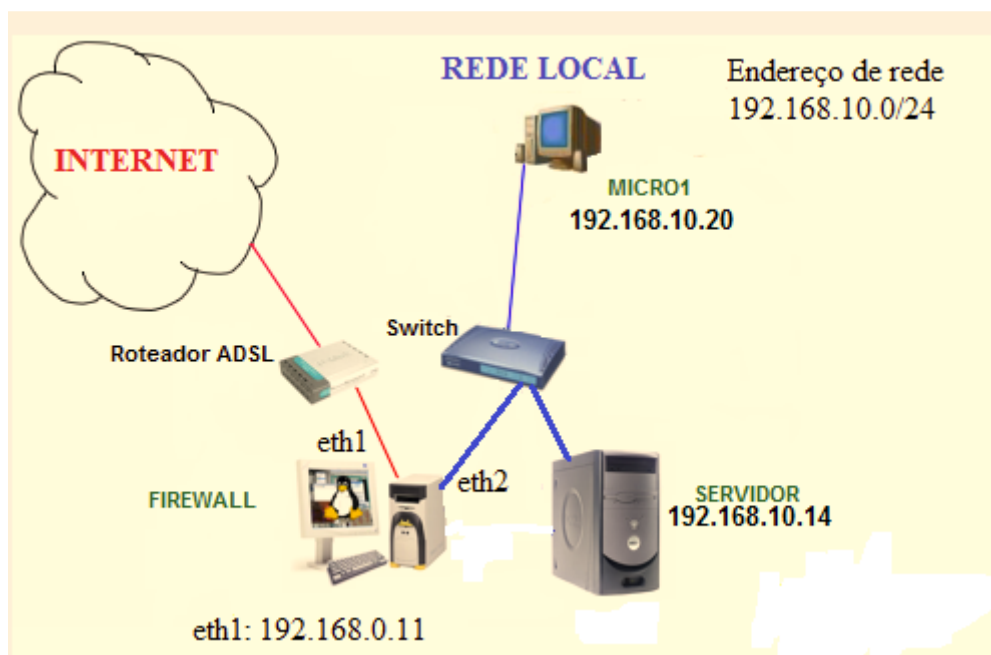 REDE LOCAL
Endereço de rede
192.168.10.0/24
INTERNET
MICRO1
192.168.10.20
Switch
Roteador ADSL
eth1
eth2
FIREWALL
SERVIDOR
192.168.10.14
eth1: 192.168.0.11